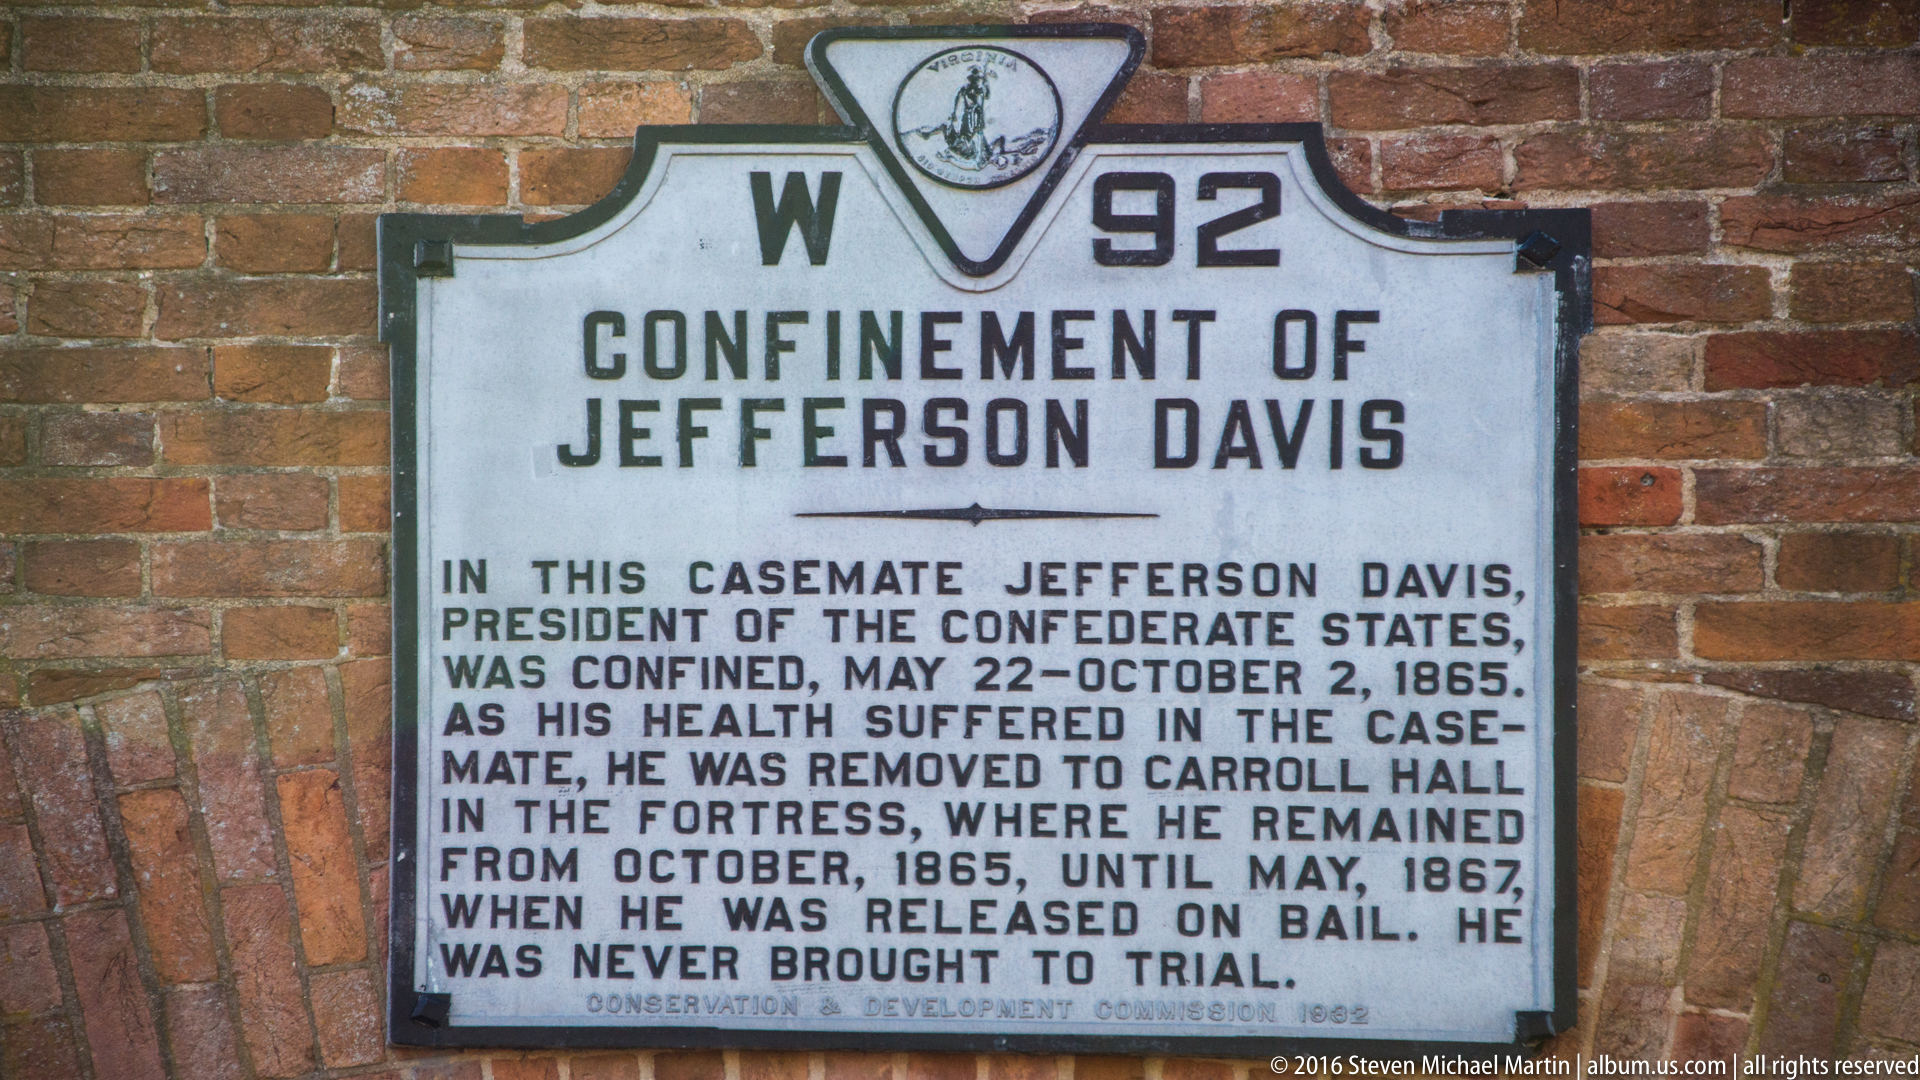 VIRGINIA
W 92
CONFINEMENT OF
JEFFERSON DAVIS
IN THIS CASEMATE JEFFERSON DAVIS,
PRESIDENT OF THE CONFEDERATE STATES,
WAS CONFINED, MAY 22–OCTOBER 2, 1865.
AS HIS HEALTH SUFFERED IN THE CASE-
MATE, HE WAS REMOVED TO CARROLL HALL
IN THE FORTRESS, WHERE HE REMAINED
FROM OCTOBER, 1865, UNTIL MAY, 1867,
WHEN HE WAS RELEASED ON BAIL. HE
WAS NEVER BROUGHT TO TRIAL.
CONSERVATION & DEVELOPMENT COMMISSION 1932
© 2016 Steven Michael Martin | album.us.com | all rights reserved